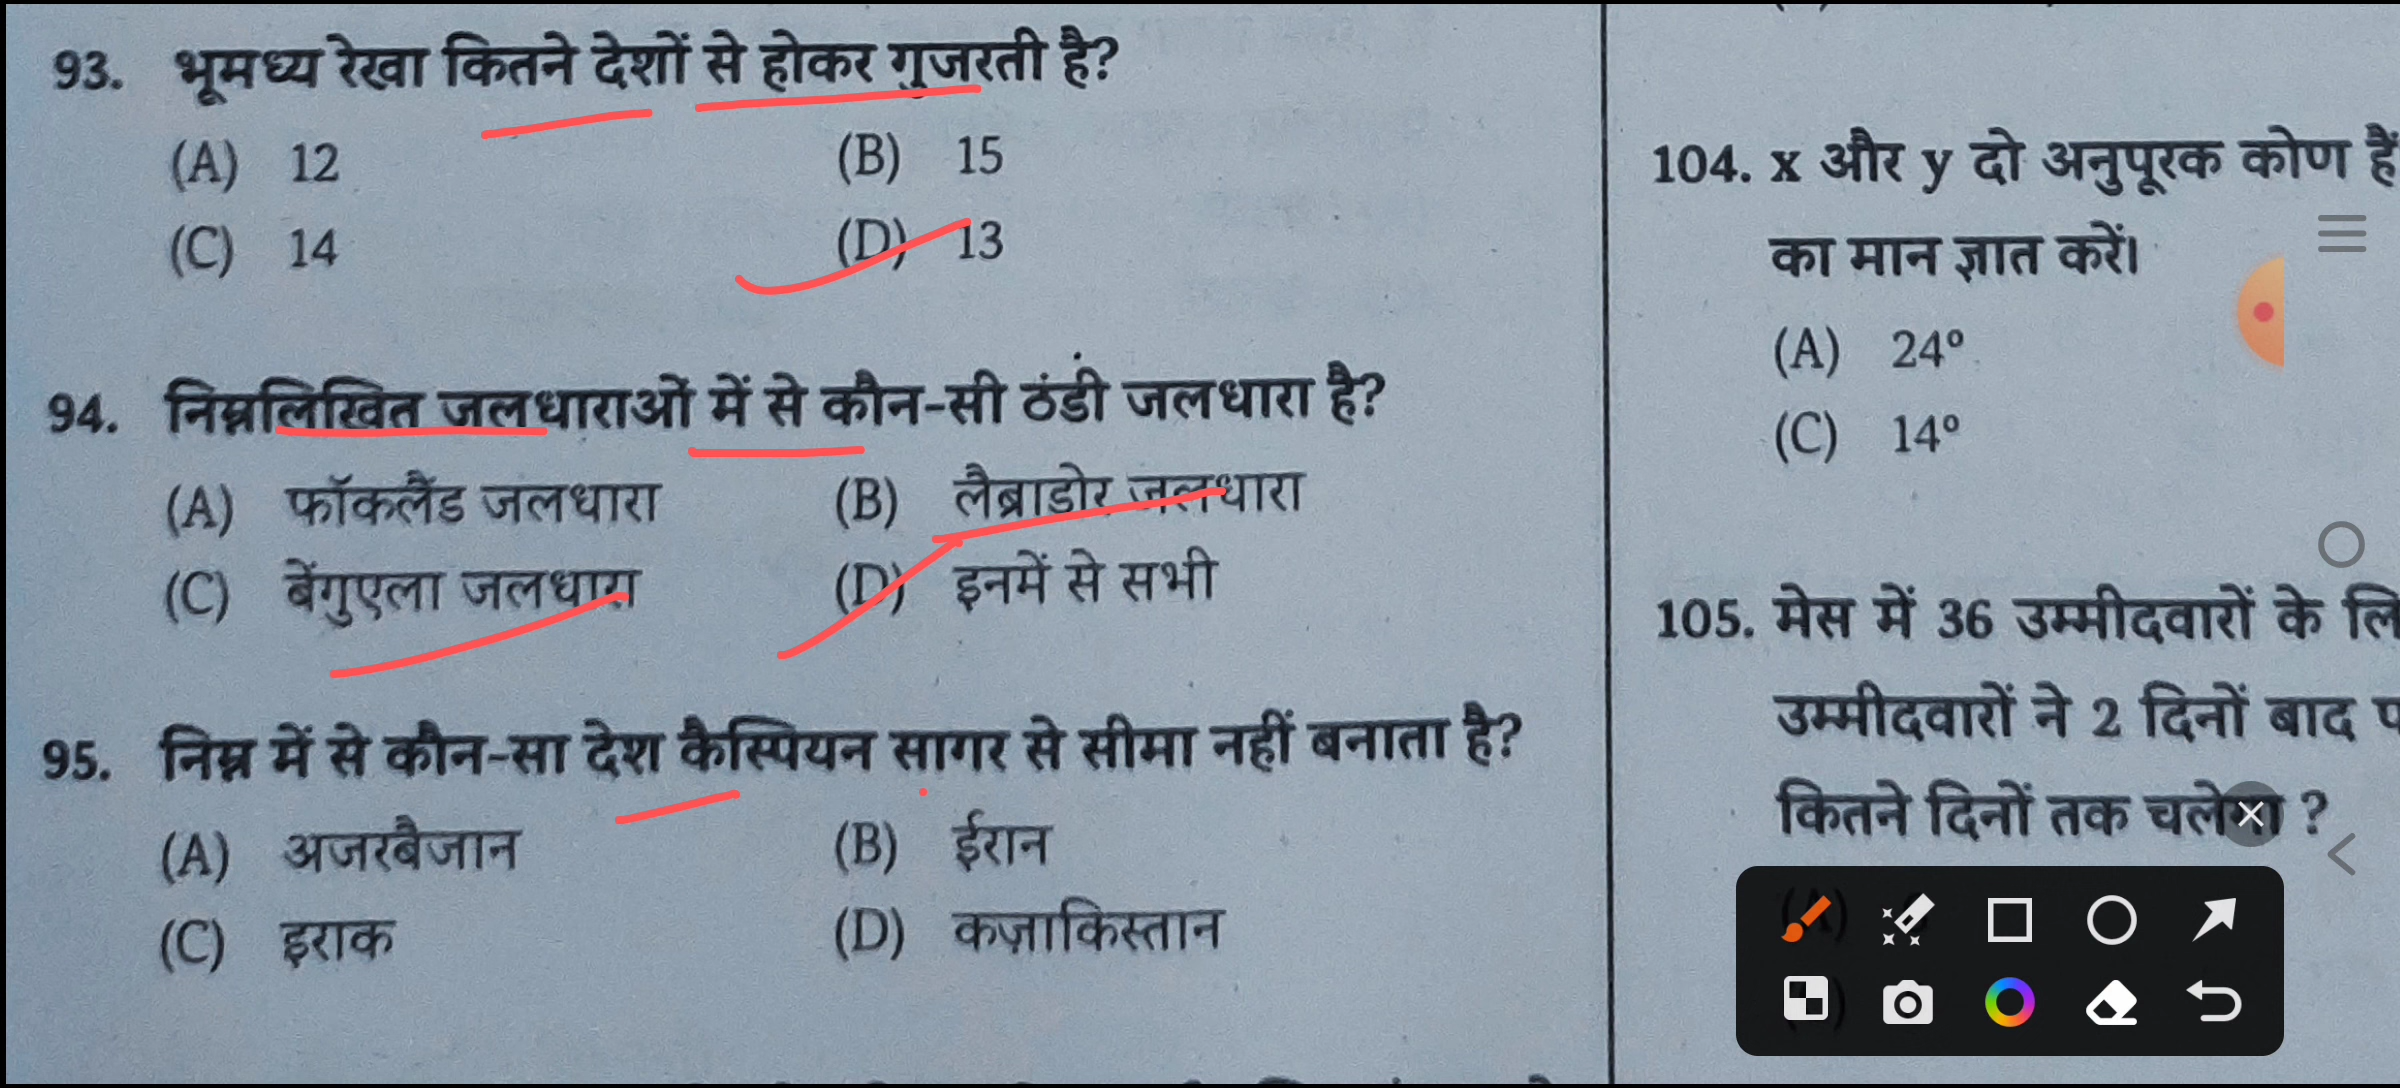 93. भूमध्य रेखा कितने देशों से होकर गुजरती है?
(A) 12 (B) 15
(C) 14 (D) 13
94. निम्नलिखित जलधाराओं में से कौन-सी ठंडी जलधारा है?
(A) फॉकलैंड जलधारा (B) लैब्राडोर जलधारा
(C) बेंगुएला जलधारा (D) इनमें से सभी
95. निम्न में से कौन-सा देश कैस्पियन सागर से सीमा नहीं बनाता है?
(A) अजरबैजान (B) ईरान
(C) इराक (D) कज़ाकिस्तान
104. x और y दो अनुपूरक कोण हैं
का मान ज्ञात करें।
(A) 24°
(C) 14°
105. मेस में 36 उम्मीदवारों के लि
उम्मीदवारों ने 2 दिनों बाद प
कितने दिनों तक चलेगा ?